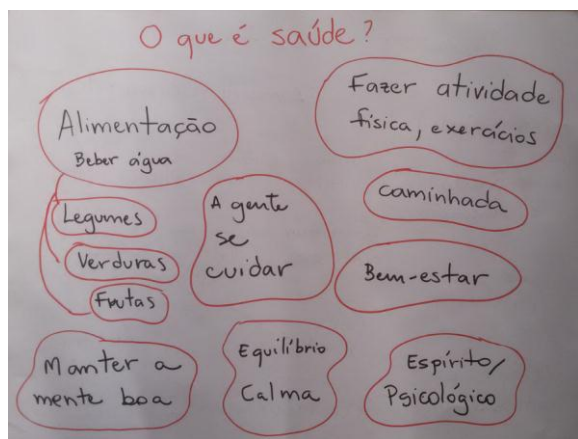 O que é saúde?
Alimentação
Beber água
Legumes
Verduras
Frutas
A gente
se
cuidar
Fazer atividade
física, exercícios
caminhada
Bem-estar
Manter a
mente boa
Equilíbrio
Calma
Espírito/
Psicológico